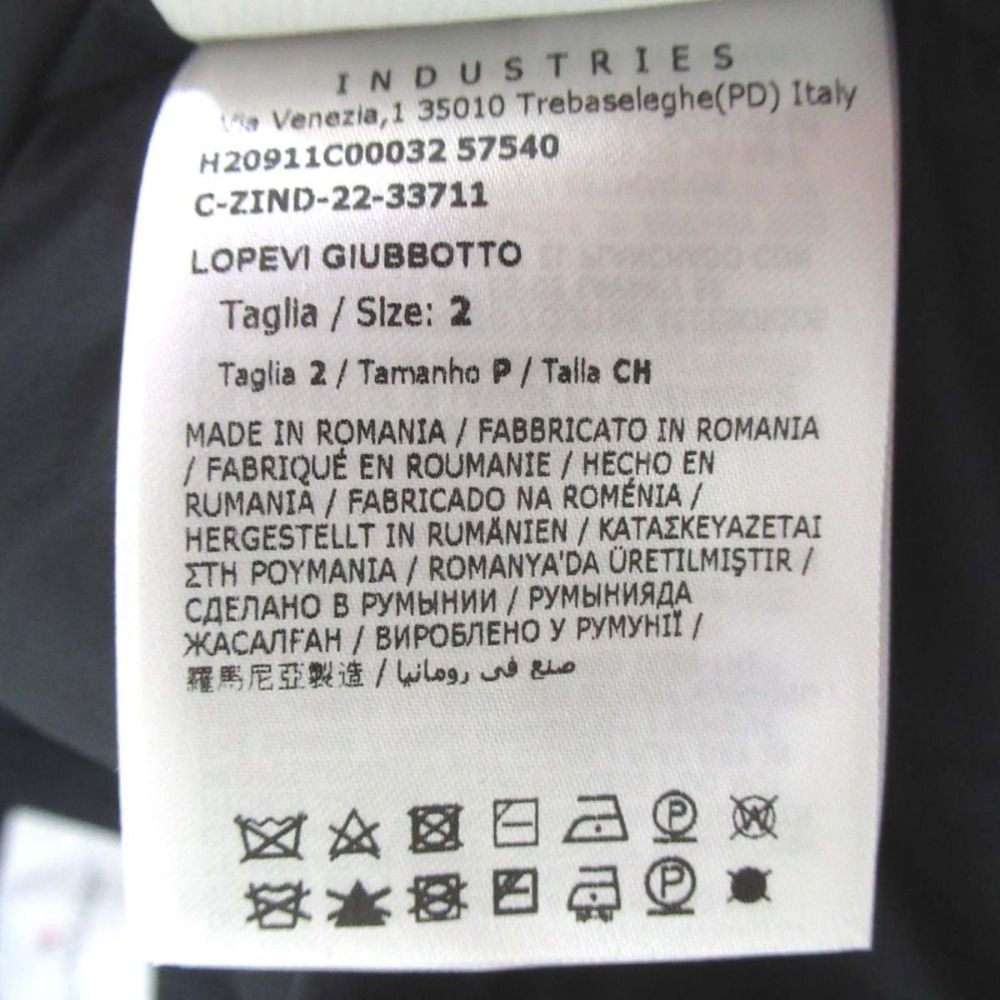 INDUSTRIES
Via Venezia,1 35010 Trebaseleghe(PD) Italy
H20911C00032 57540
C-ZIND-22-33711
LOPEVI GIUBBOTTO
Taglia / Size: 2
Taglia 2 / Tamanho P / Talla CH
MADE IN ROMANIA / FABBRICATO IN ROMANIA
/ FABRIQUÉ EN ROUMANIE / HECHO EN
RUMANIA / FABRICADO NA ROMÉNIA /
HERGESTELLT IN RUMÄNIEN / ΚΑΤΑΣΚΕΥΑΖΕΤΑΙ
ΣΤΗ ΡΟΥΜΑΝΙΑ / ROMANYA'DA ÜRETILMIŞTIR /
СДЕЛАНО В РУМЫНИИ / РУМЫНИЯДА
ЖАСАЛҒАН / ВИРОБЛЕНО У РУМУНІЇ /
羅馬尼亞製造 / صنع في رومانيا
P W
P